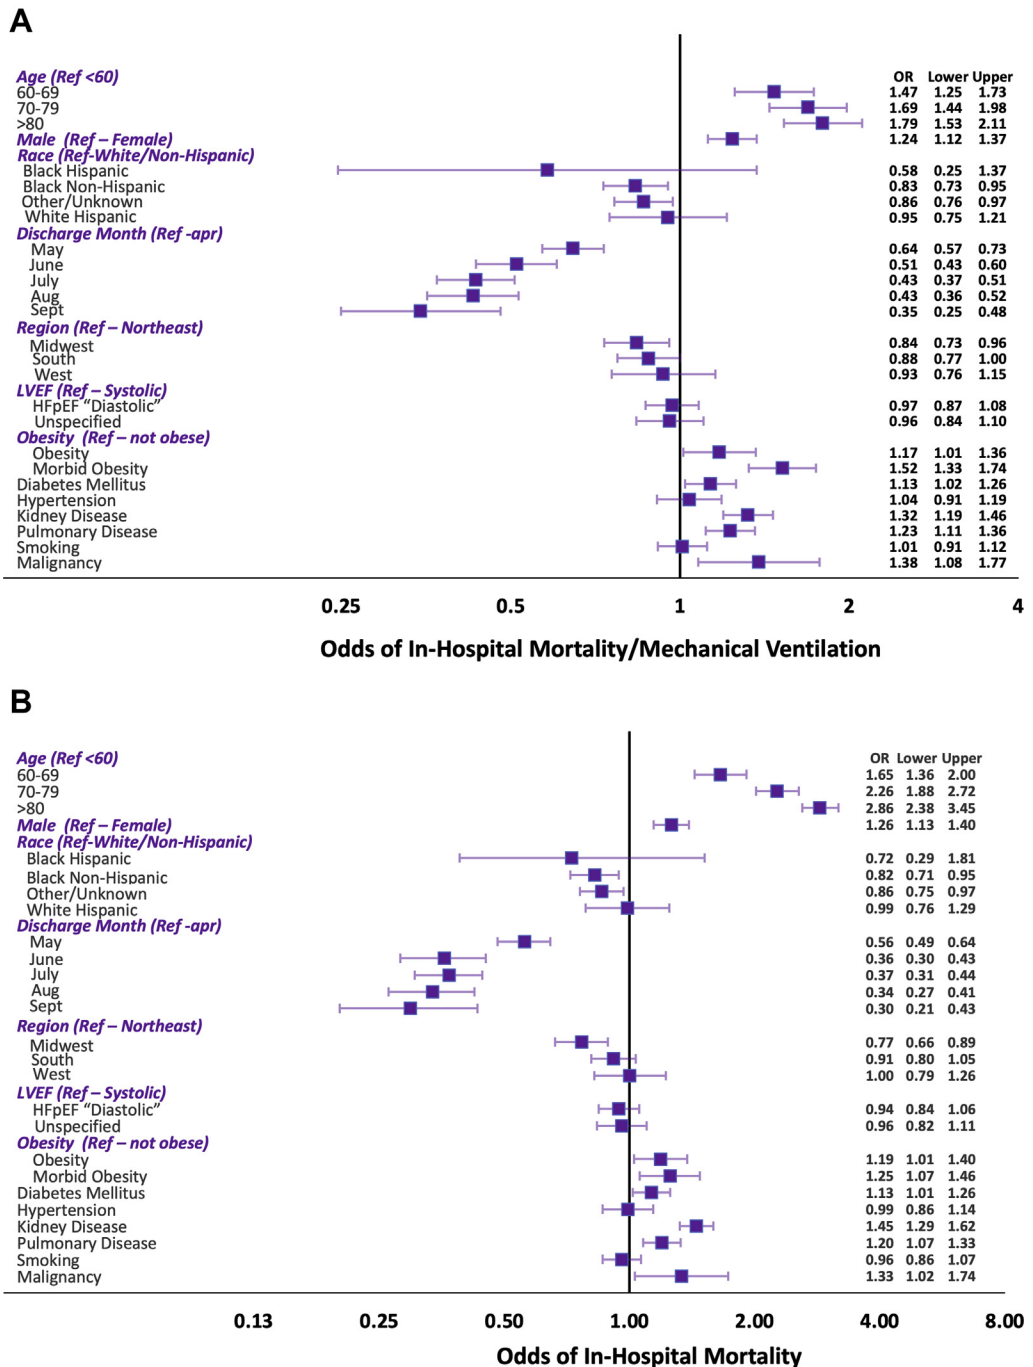 A
Age (Ref <60) OR Lower Upper
60-69 1.47 1.25 1.73
70-79 1.69 1.44 1.98
>80 1.79 1.53 2.11
Male (Ref – Female) 1.24 1.12 1.37
Race (Ref-White/Non-Hispanic)
Black Hispanic 0.58 0.25 1.37
Black Non-Hispanic 0.83 0.73 0.95
Other/Unknown 0.86 0.76 0.97
White Hispanic 0.95 0.75 1.21
Discharge Month (Ref -apr)
May 0.64 0.57 0.73
June 0.51 0.43 0.60
July 0.43 0.37 0.51
Aug 0.43 0.36 0.52
Sept 0.35 0.25 0.48
Region (Ref – Northeast)
Midwest 0.84 0.73 0.96
South 0.88 0.77 1.00
West 0.93 0.76 1.15
LVEF (Ref – Systolic)
HFpEF “Diastolic” 0.97 0.87 1.08
Unspecified 0.96 0.84 1.10
Obesity (Ref – not obese)
Obesity 1.17 1.01 1.36
Morbid Obesity 1.52 1.33 1.74
Diabetes Mellitus 1.13 1.02 1.26
Hypertension 1.04 0.91 1.19
Kidney Disease 1.32 1.19 1.46
Pulmonary Disease 1.23 1.11 1.36
Smoking 1.01 0.91 1.12
Malignancy 1.38 1.08 1.77
0.25 0.5 1 2 4
Odds of In-Hospital Mortality/Mechanical Ventilation
B
Age (Ref <60) OR Lower Upper
60-69 1.65 1.36 2.00
70-79 2.26 1.88 2.72
>80 2.86 2.38 3.45
Male (Ref – Female) 1.26 1.13 1.40
Race (Ref-White/Non-Hispanic)
Black Hispanic 0.72 0.29 1.81
Black Non-Hispanic 0.82 0.71 0.95
Other/Unknown 0.86 0.75 0.97
White Hispanic 0.99 0.76 1.29
Discharge Month (Ref -apr)
May 0.56 0.49 0.64
June 0.36 0.30 0.43
July 0.37 0.31 0.44
Aug 0.34 0.27 0.41
Sept 0.30 0.21 0.43
Region (Ref – Northeast)
Midwest 0.77 0.66 0.89
South 0.91 0.80 1.05
West 1.00 0.79 1.26
LVEF (Ref – Systolic)
HFpEF “Diastolic” 0.94 0.84 1.06
Unspecified 0.96 0.82 1.11
Obesity (Ref – not obese)
Obesity 1.19 1.01 1.40
Morbid Obesity 1.25 1.07 1.46
Diabetes Mellitus 1.13 1.01 1.26
Hypertension 0.99 0.86 1.14
Kidney Disease 1.45 1.29 1.62
Pulmonary Disease 1.20 1.07 1.33
Smoking 0.96 0.86 1.07
Malignancy 1.33 1.02 1.74
0.13 0.25 0.50 1.00 2.00 4.00 8.00
Odds of In-Hospital Mortality